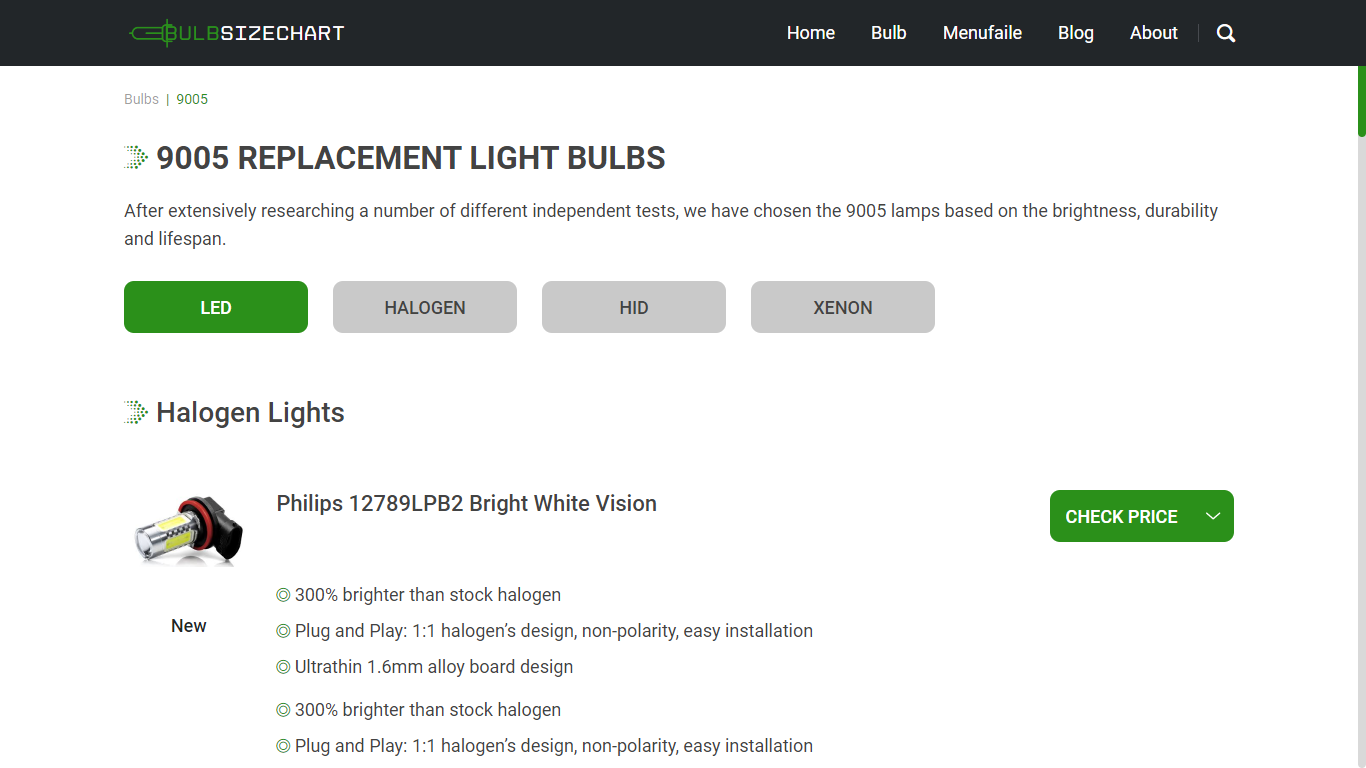 BULBSIZECHART
Home Bulb Menufaile Blog About
Bulbs | 9005
9005 REPLACEMENT LIGHT BULBS
After extensively researching a number of different independent tests, we have chosen the 9005 lamps based on the brightness, durability
and lifespan.
LED HALOGEN HID XENON
Halogen Lights
Philips 12789LPB2 Bright White Vision
CHECK PRICE
300% brighter than stock halogen
New
Plug and Play: 1:1 halogen’s design, non-polarity, easy installation
Ultrathin 1.6mm alloy board design
300% brighter than stock halogen
Plug and Play: 1:1 halogen’s design, non-polarity, easy installation